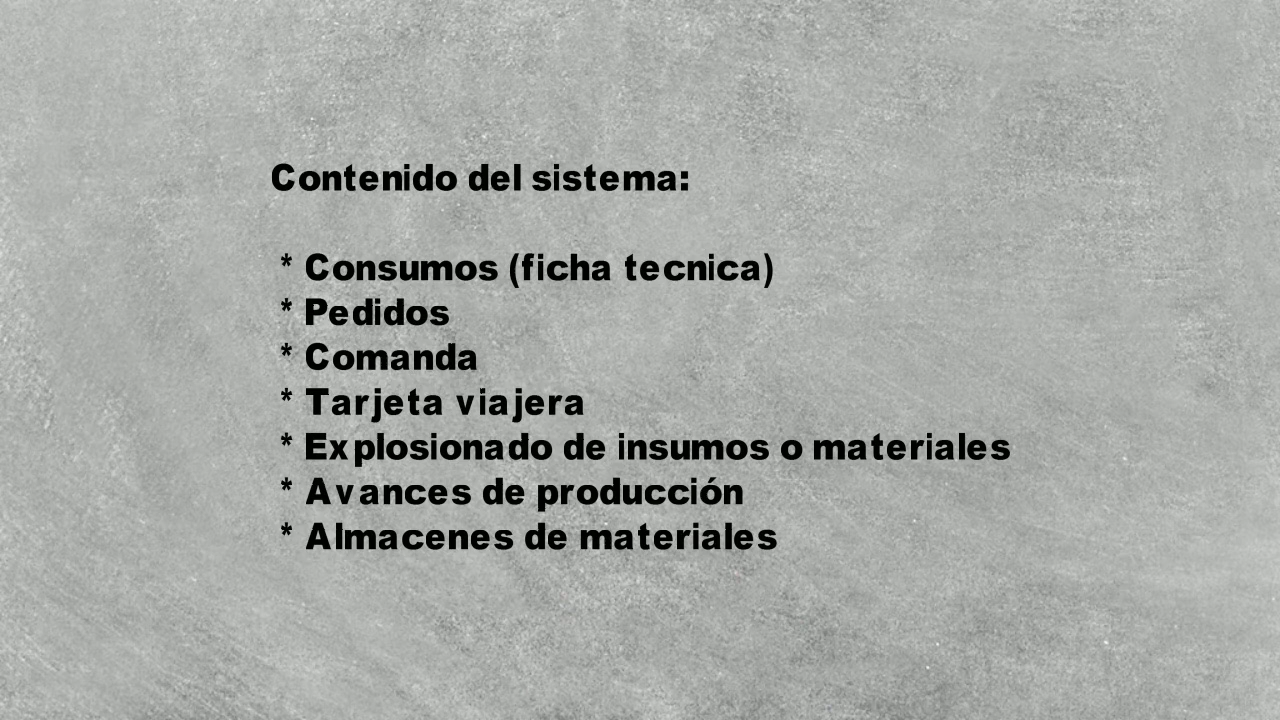 Contenido del sistema:
* Consumos (ficha tecnica)
* Pedidos
* Comanda
* Tarjeta viajera
* Explosionado de insumos o materiales
* Avances de producción
* Almacenes de materiales